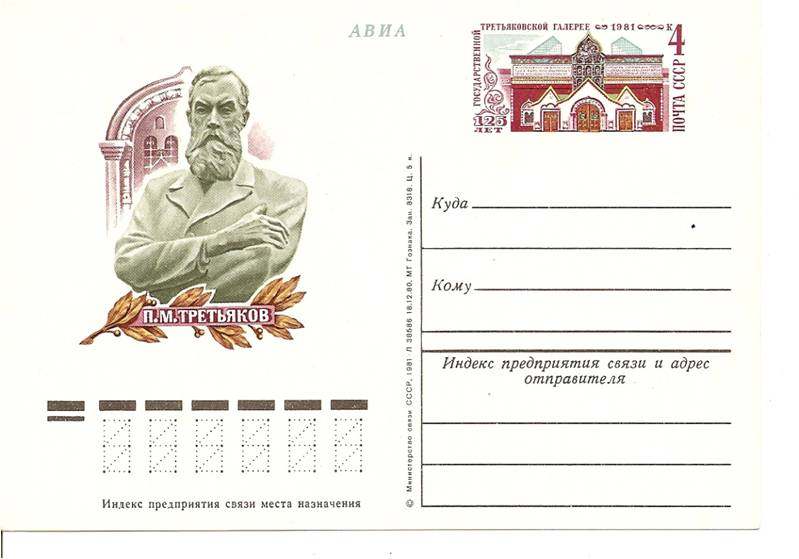 АВИА
ГОСУДАРСТВЕННОЙ
ТРЕТЬЯКОВСКОЙ ГАЛЕРЕЕ 1981 К 4
125
ЛЕТ
ПОЧТА СССР
П.М.ТРЕТЬЯКОВ
Куда
Кому
Индекс предприятия связи и адрес
отправителя
© Министерство связи СССР, 1981 Л 39586 18.12.80. МТ Гознака. Зак. 8318. Ц. 5 к.
Индекс предприятия связи места назначения